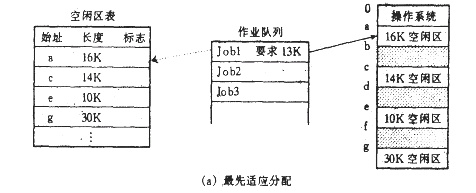 空闲区表
始址 长度 标志
a 16K
c 14K
e 10K
g 30K
⋮
作业队列
Job1 要求 13K
Job2
Job3
0
操作系统
a
16K 空闲区
b
c
14K 空闲区
d
e
10K 空闲区
f
g
30K 空闲区
(a) 最先适应分配